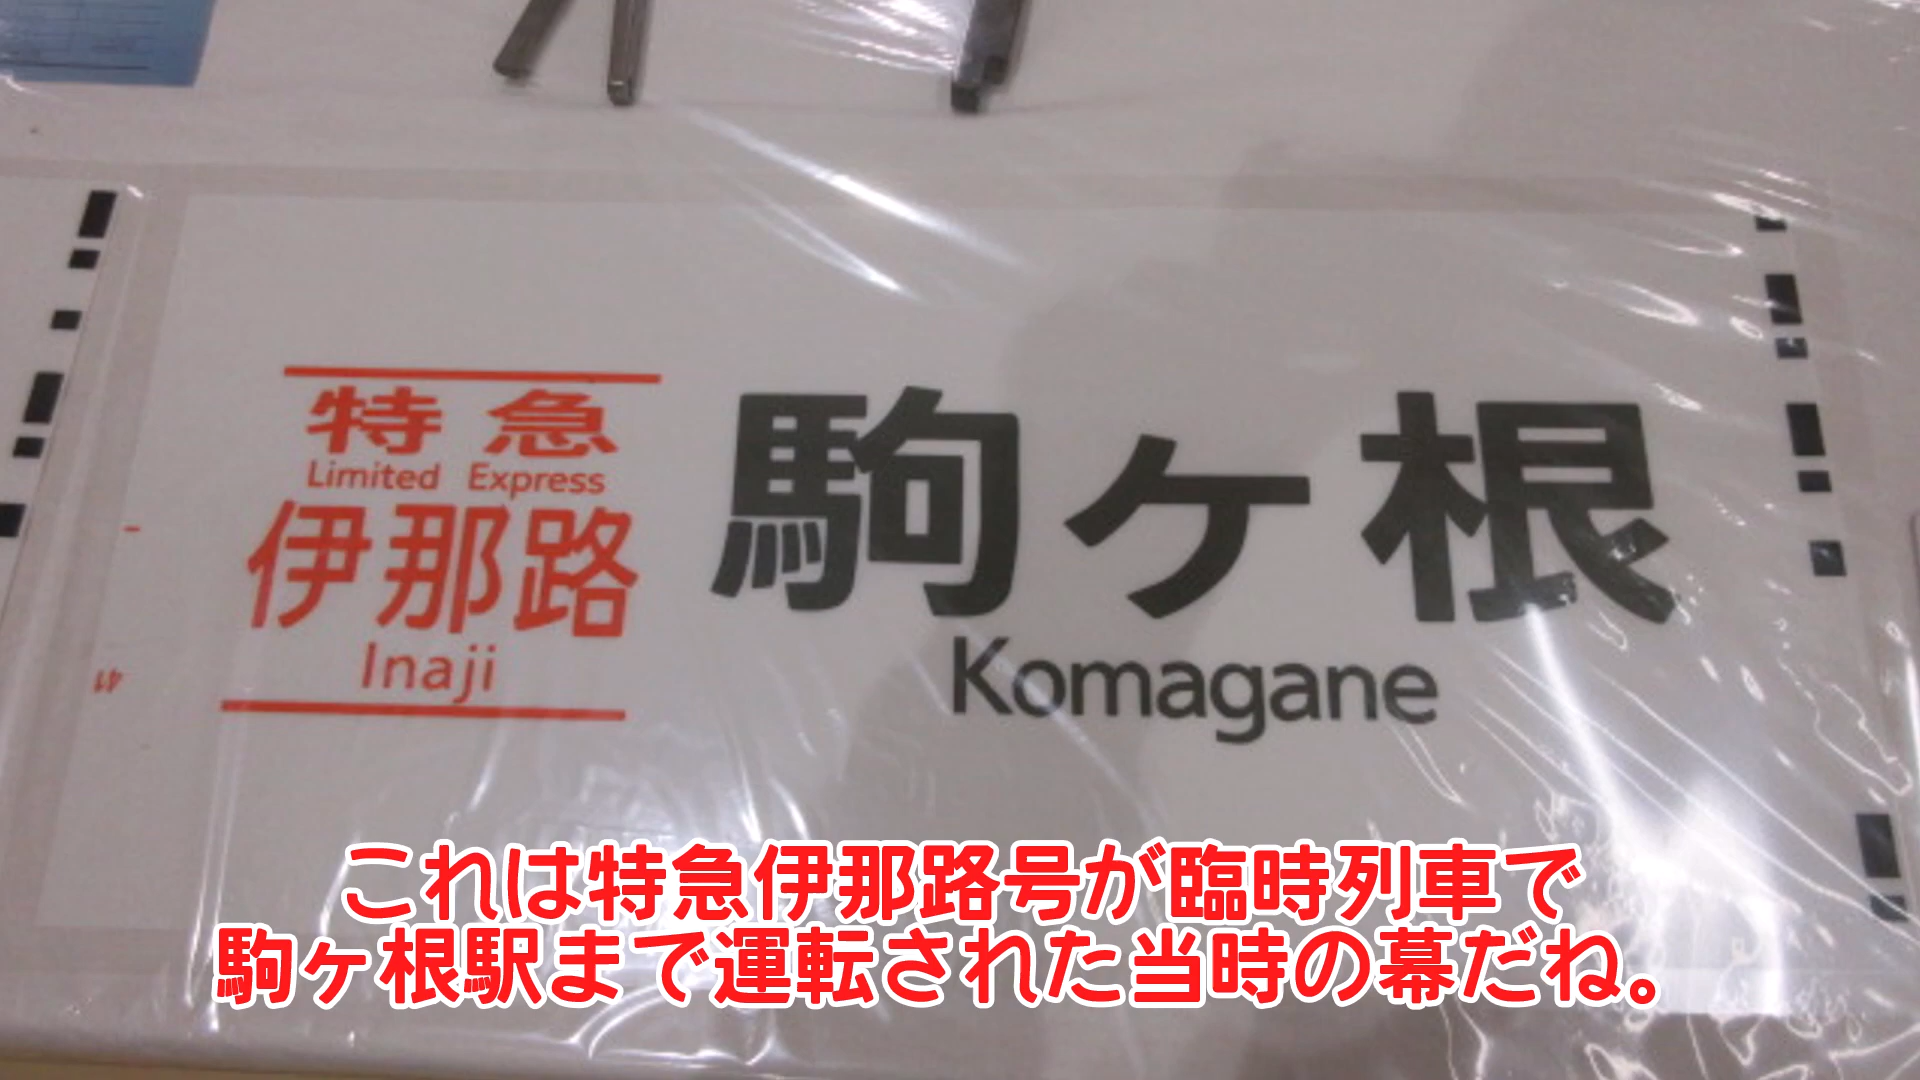 特急
Limited Express
伊那路
Inaji
駒ヶ根
Komagane
41
これは特急伊那路号が臨時列車で
駒ヶ根駅まで運転された当時の幕だね。